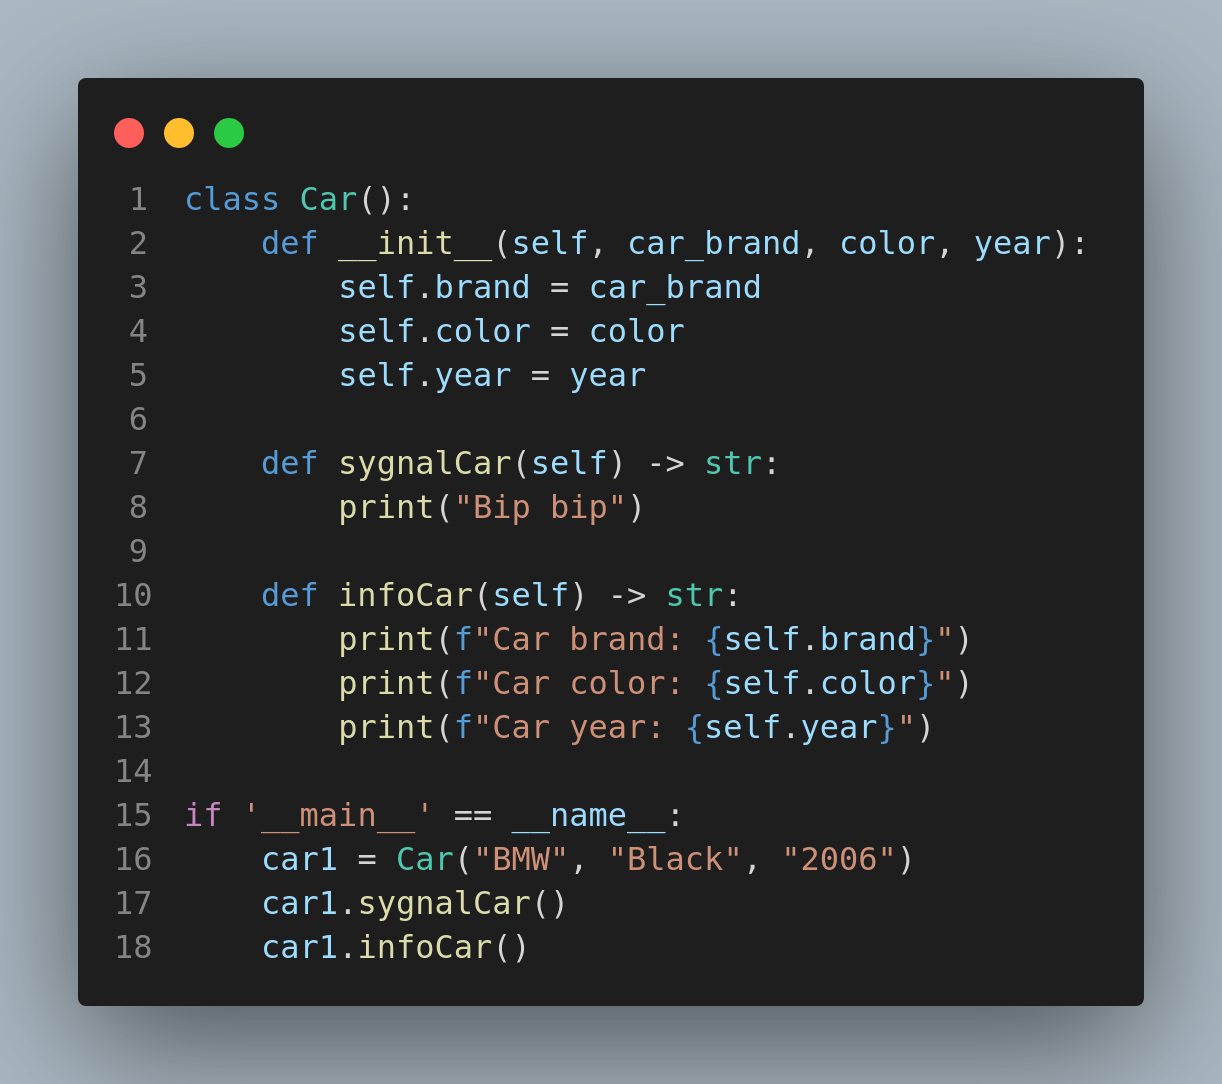 1 class Car():
2     def __init__(self, car_brand, color, year):
3         self.brand = car_brand
4         self.color = color
5         self.year = year
6
7     def sygnalCar(self) -> str:
8         print("Bip bip")
9
10     def infoCar(self) -> str:
11         print(f"Car brand: {self.brand}")
12         print(f"Car color: {self.color}")
13         print(f"Car year: {self.year}")
14
15 if '__main__' == __name__:
16     car1 = Car("BMW", "Black", "2006")
17     car1.sygnalCar()
18     car1.infoCar()